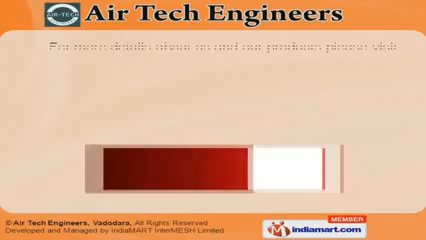 AIR-TECH
Air Tech Engineers
For more details about us and our products please visit
© Air Tech Engineers, Vadodara, All Rights Reserved
Developed and Managed by IndiaMART InterMESH Limited
MEMBER
indiamart.com